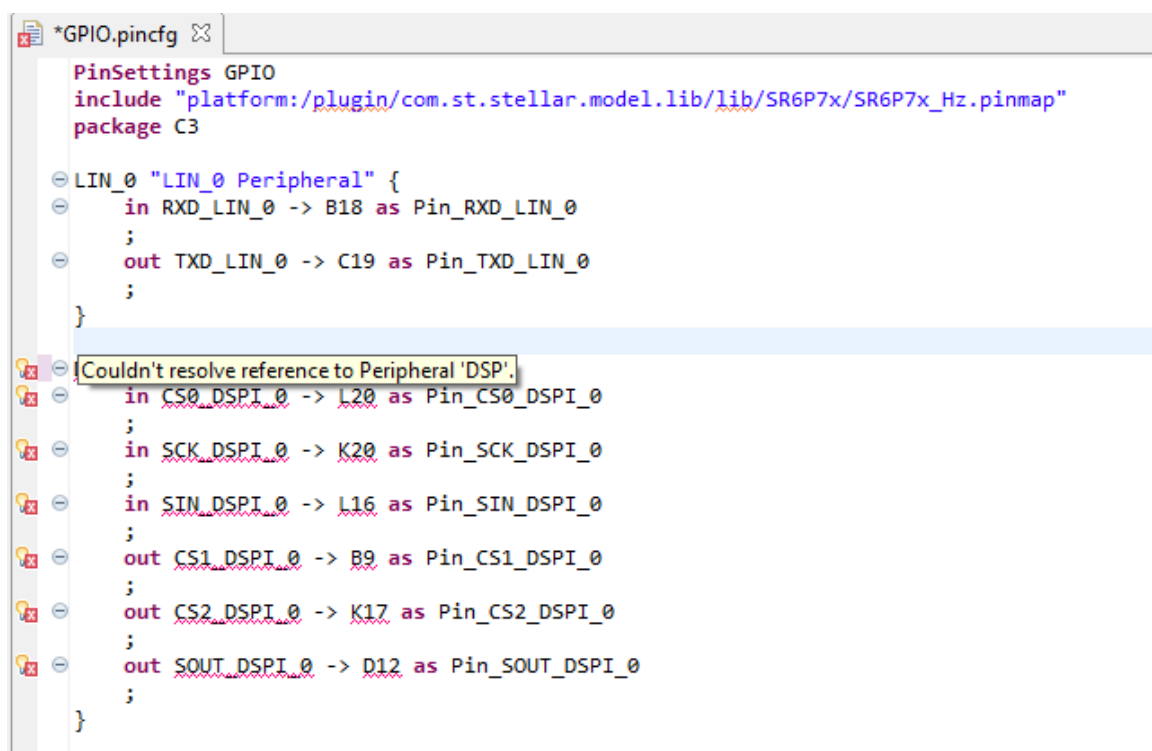 *GPIO.pincfg
PinSettings GPIO
include "platform:/plugin/com.st.stellar.model.lib/lib/SR6P7x/SR6P7x_Hz.pinmap"
package C3
LIN_0 "LIN_0 Peripheral" {
in RXD_LIN_0 -> B18 as Pin_RXD_LIN_0
;
out TXD_LIN_0 -> C19 as Pin_TXD_LIN_0
;
}
Couldn't resolve reference to Peripheral 'DSP'.
in CS0_DSPI_0 -> L20 as Pin_CS0_DSPI_0
;
in SCK_DSPI_0 -> K20 as Pin_SCK_DSPI_0
;
in SIN_DSPI_0 -> L16 as Pin_SIN_DSPI_0
;
out CS1_DSPI_0 -> B9 as Pin_CS1_DSPI_0
;
out CS2_DSPI_0 -> K17 as Pin_CS2_DSPI_0
;
out SOUT_DSPI_0 -> D12 as Pin_SOUT_DSPI_0
;
}